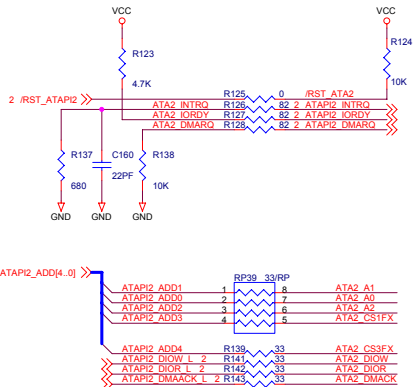 VCC VCC
R123 R124
4.7K 10K
2 /RST_ATAPI2 R125 0 /RST_ATA2
ATA2_INTRQ R126 82 2 ATAPI2_INTRQ
ATA2_IORDY R127 82 2 ATAPI2_IORDY
ATA2_DMARQ R128 82 2 ATAPI2_DMARQ
R137 C160 R138
680 22PF 10K
GND GND GND
ATAPI2_ADD[4..0] RP39 33/RP
ATAPI2_ADD1 1 8 ATA2_A1
ATAPI2_ADD0 2 7 ATA2_A0
ATAPI2_ADD2 3 6 ATA2_A2
ATAPI2_ADD3 4 5 ATA2_CS1FX
ATAPI2_ADD4 R139 33 ATA2_CS3FX
ATAPI2_DIOW_L 2 R141 33 ATA2_DIOW
ATAPI2_DIOR_L 2 R142 33 ATA2_DIOR
ATAPI2_DMAACK_L 2 R143 33 ATA2_DMACK